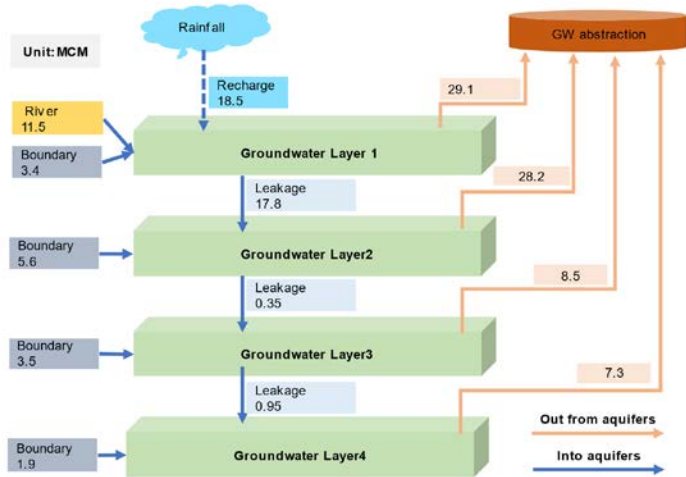 Rainfall
GW abstraction
Unit: MCM
Recharge
18.5
29.1
River
11.5
Groundwater Layer 1
Boundary
3.4
Leakage
17.8
28.2
Boundary
5.6
Groundwater Layer2
Leakage
0.35
8.5
Boundary
3.5
Groundwater Layer3
Leakage
0.95
7.3
Out from aquifers
Boundary
1.9
Groundwater Layer4
Into aquifers